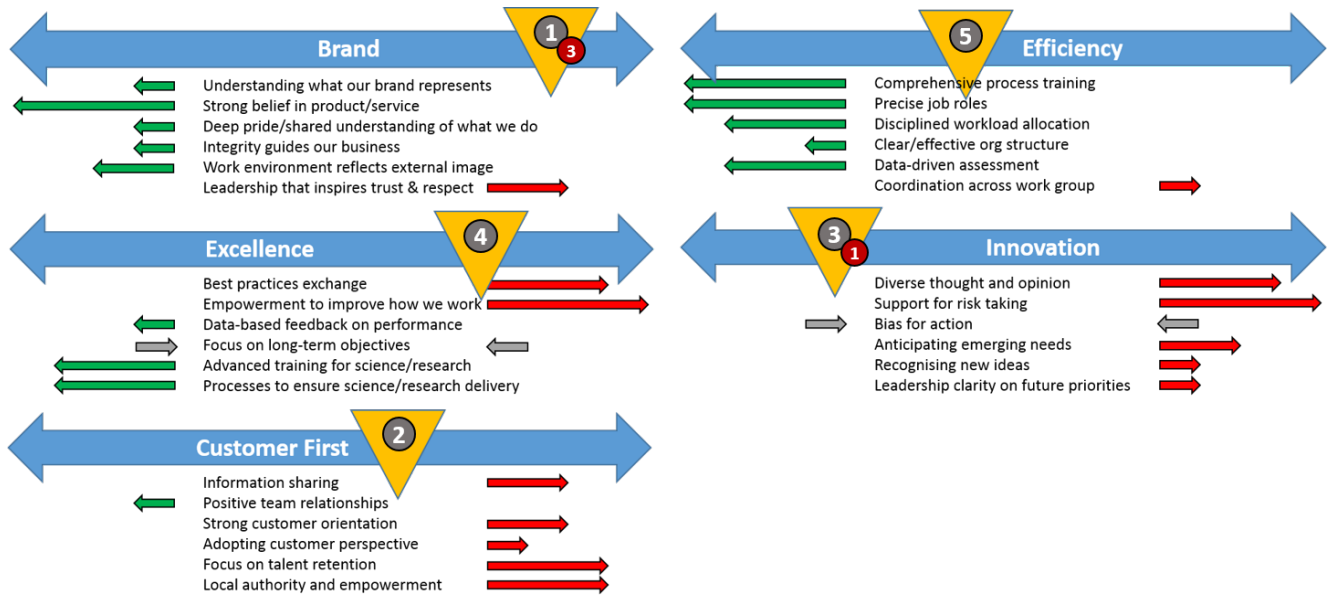 Brand
1
3
Understanding what our brand represents
Strong belief in product/service
Deep pride/shared understanding of what we do
Integrity guides our business
Work environment reflects external image
Leadership that inspires trust & respect
Efficiency
5
Comprehensive process training
Precise job roles
Disciplined workload allocation
Clear/effective org structure
Data-driven assessment
Coordination across work group
Excellence
4
Best practices exchange
Empowerment to improve how we work
Data-based feedback on performance
Focus on long-term objectives
Advanced training for science/research
Processes to ensure science/research delivery
Innovation
3
1
Diverse thought and opinion
Support for risk taking
Bias for action
Anticipating emerging needs
Recognising new ideas
Leadership clarity on future priorities
Customer First
2
Information sharing
Positive team relationships
Strong customer orientation
Adopting customer perspective
Focus on talent retention
Local authority and empowerment